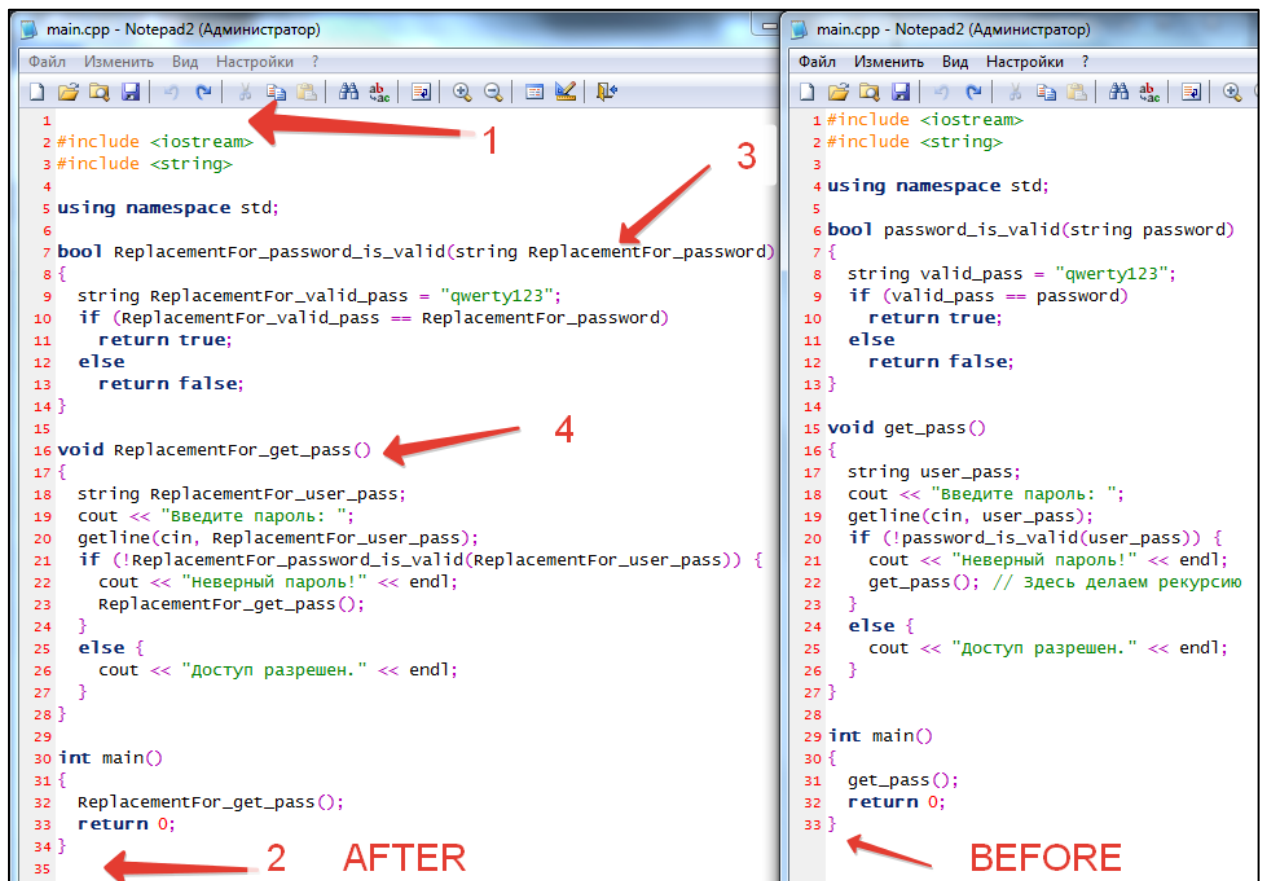 main.cpp - Notepad2 (Администратор)
Файл Изменить Вид Настройки ?
1
2 #include <iostream>
3 #include <string>
4
5 using namespace std;
6
7 bool ReplacementFor_password_is_valid(string ReplacementFor_password)
8 {
9 string ReplacementFor_valid_pass = "qwerty123";
10 if (ReplacementFor_valid_pass == ReplacementFor_password)
11 return true;
12 else
13 return false;
14 }
15
16 void ReplacementFor_get_pass()
17 {
18 string ReplacementFor_user_pass;
19 cout << "Введите пароль: ";
20 getline(cin, ReplacementFor_user_pass);
21 if (!ReplacementFor_password_is_valid(ReplacementFor_user_pass)) {
22 cout << "Неверный пароль!" << endl;
23 ReplacementFor_get_pass();
24 }
25 else {
26 cout << "Доступ разрешен." << endl;
27 }
28 }
29
30 int main()
31 {
32 ReplacementFor_get_pass();
33 return 0;
34 }
35
1
3
4
2 AFTER
main.cpp - Notepad2 (Администратор)
Файл Изменить Вид Настройки ?
1 #include <iostream>
2 #include <string>
3
4 using namespace std;
5
6 bool password_is_valid(string password)
7 {
8 string valid_pass = "qwerty123";
9 if (valid_pass == password)
10 return true;
11 else
12 return false;
13 }
14
15 void get_pass()
16 {
17 string user_pass;
18 cout << "Введите пароль: ";
19 getline(cin, user_pass);
20 if (!password_is_valid(user_pass)) {
21 cout << "Неверный пароль!" << endl;
22 get_pass(); // Здесь делаем рекурсию
23 }
24 else {
25 cout << "Доступ разрешен." << endl;
26 }
27 }
28
29 int main()
30 {
31 get_pass();
32 return 0;
33 }
BEFORE